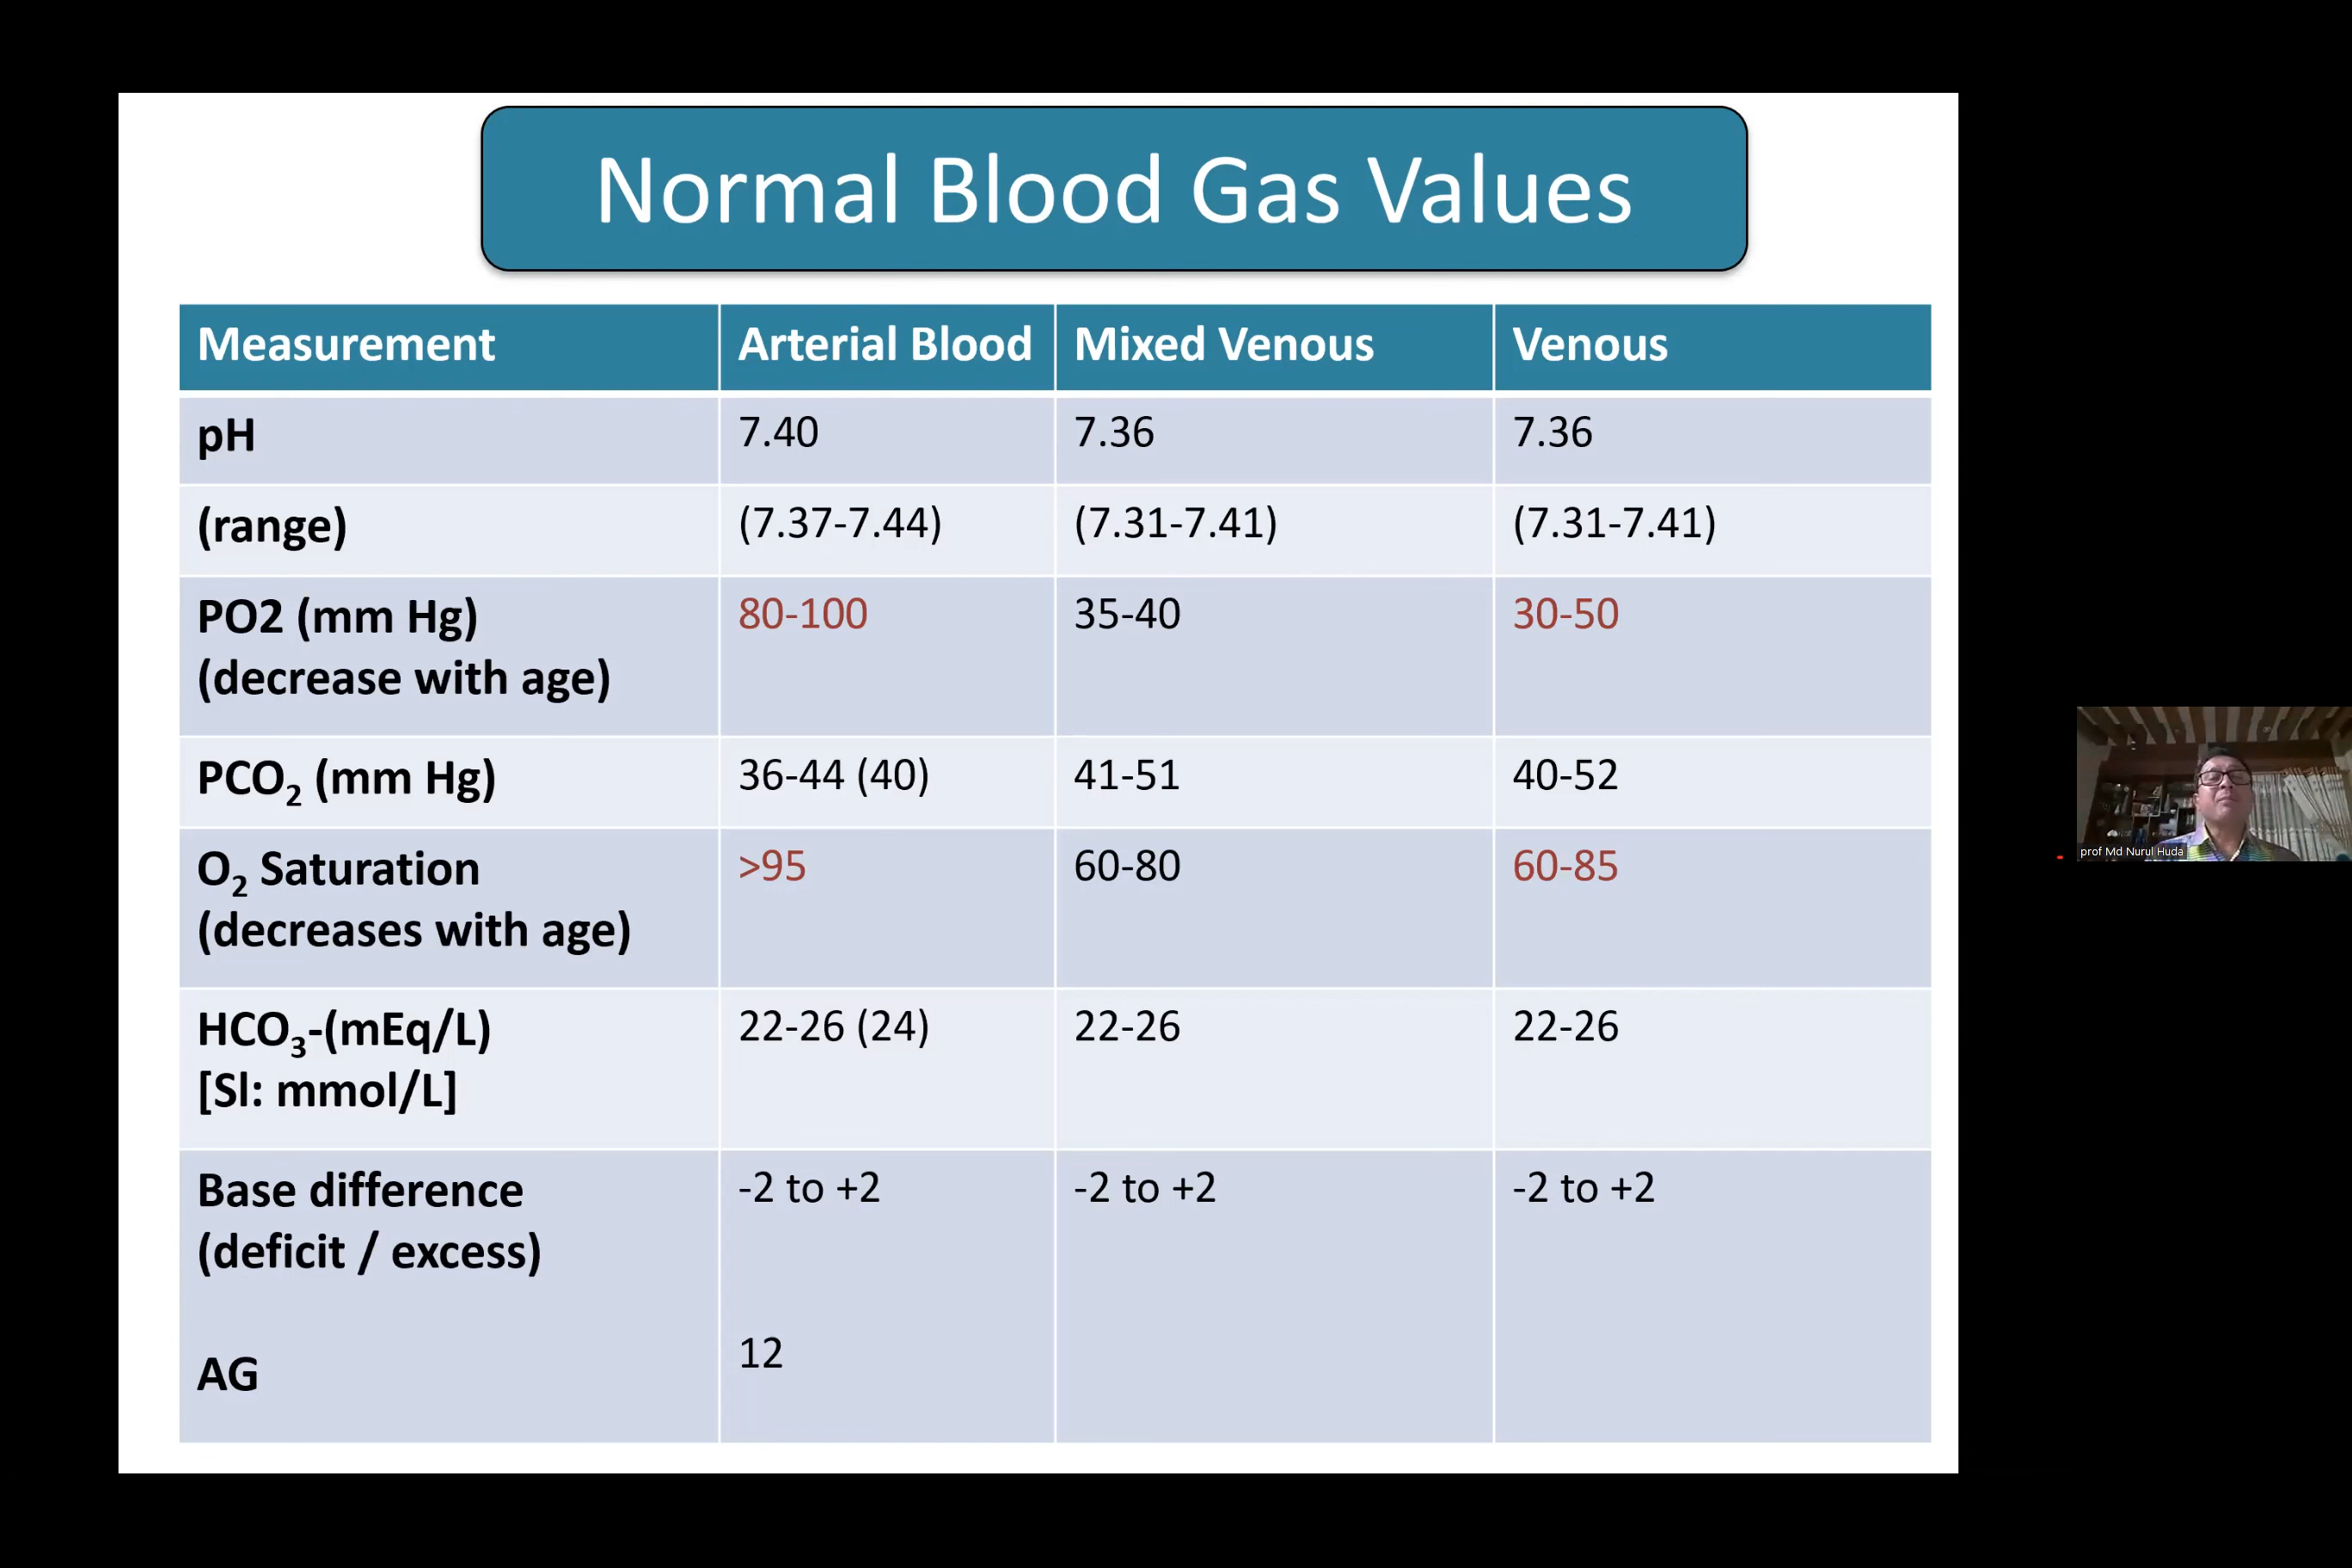 Normal Blood Gas Values
Measurement Arterial Blood Mixed Venous Venous
pH 7.40 7.36 7.36
(range) (7.37-7.44) (7.31-7.41) (7.31-7.41)
PO2 (mm Hg) 80-100 35-40 30-50
(decrease with age)
PCO₂ (mm Hg) 36-44 (40) 41-51 40-52
O₂ Saturation >95 60-80 60-85
(decreases with age)
HCO₃-(mEq/L) 22-26 (24) 22-26 22-26
[Sl: mmol/L]
Base difference -2 to +2 -2 to +2 -2 to +2
(deficit / excess)
AG 12
prof Md Nurul Huda